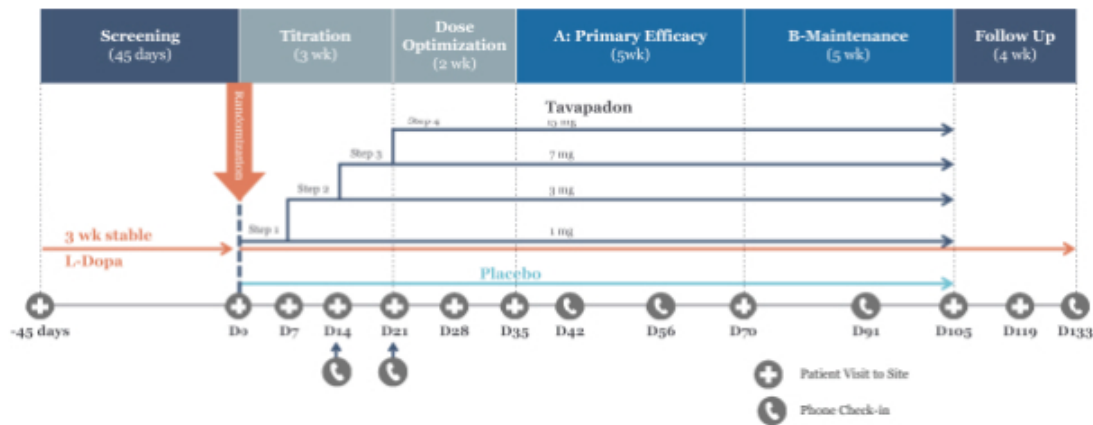 Screening
(45 days)
Titration
(3 wk)
Dose
Optimization
(2 wk)
A: Primary Efficacy
(5wk)
B-Maintenance
(5 wk)
Follow Up
(4 wk)
Randomization
Tavapadon
Step 4
15 mg
Step 3
7 mg
Step 2
3 mg
Step 1
1 mg
3 wk stable
L-Dopa
Placebo
-45 days
D0
D7
D14
D21
D28
D35
D42
D56
D70
D91
D105
D119
D133
Patient Visit to Site
Phone Check-in